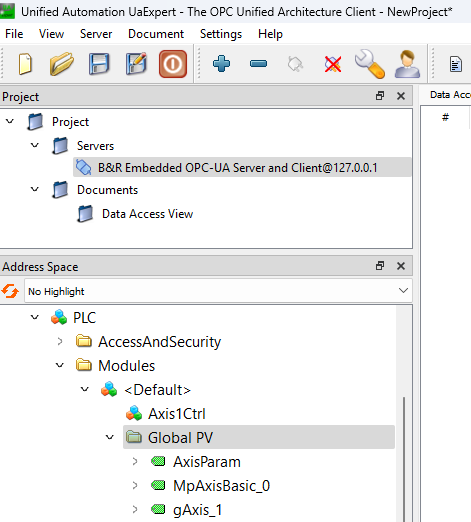 Unified Automation UaExpert - The OPC Unified Architecture Client - NewProject*
File View Server Document Settings Help
Project
Data Acce
#
Project
Servers
B&R Embedded OPC-UA Server and Client@127.0.0.1
Documents
Data Access View
Address Space
No Highlight
PLC
AccessAndSecurity
Modules
<Default>
Axis1Ctrl
Global PV
AxisParam
MpAxisBasic_0
gAxis_1